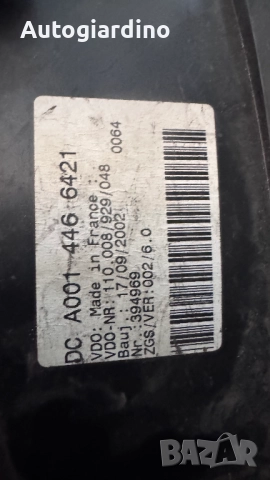 Autogiardino
DC A001 446 6421
VDO: Made in France :
VDO-NR: 110.008/929/048 0064
Bauj.: 17/09/2002
Nr.:394969
ZGS/VER:002/6.0
BAZAR